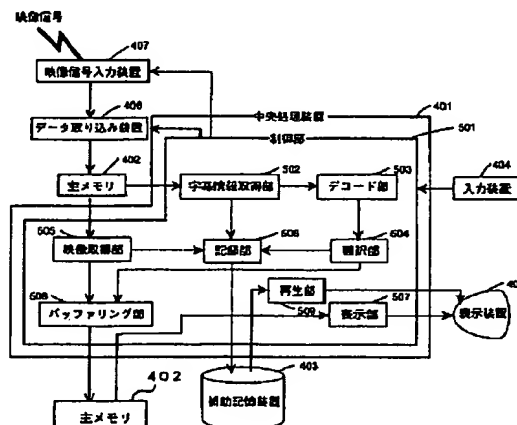 映像信号
407
映像信号入力装置
406
データ取り込み装置
中央処理装置
401
制御部
501
402
主メモリ
502
字幕情報取得部
503
デコード部
404
入力装置
505
映像取得部
506
記録部
504
選択部
508
バッファリング部
再生部
509
507
表示部
表示装置
402
主メモリ
403
補助記憶装置